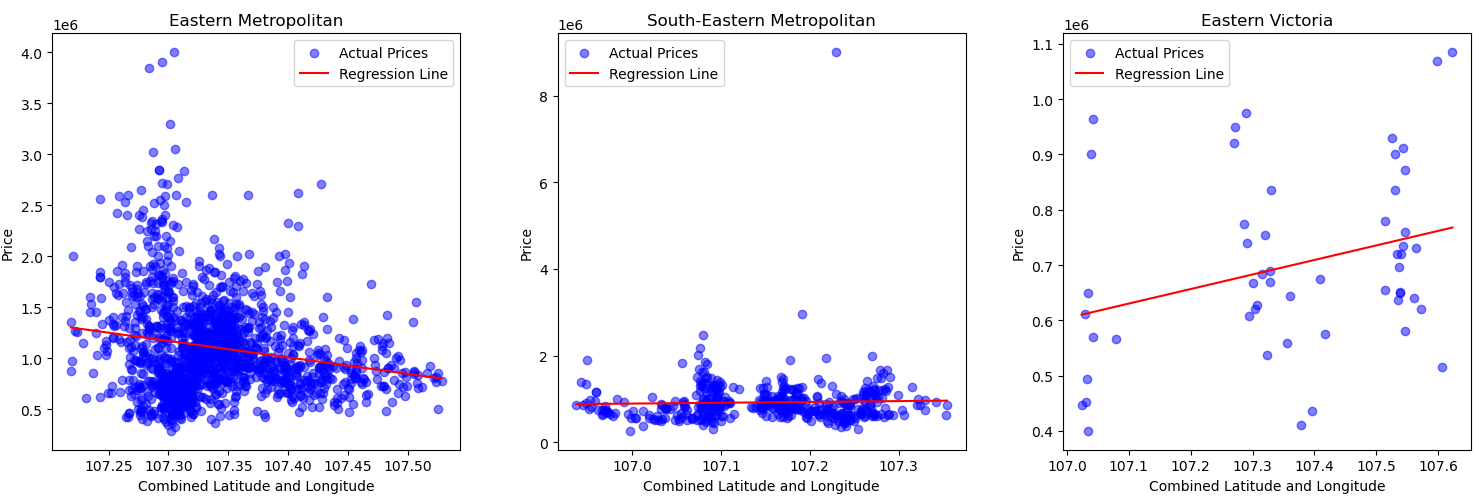 Eastern Metropolitan
1e6
Actual Prices
Regression Line
4.0
3.5
3.0
2.5
2.0
1.5
1.0
0.5
Price
107.25 107.30 107.35 107.40 107.45 107.50
Combined Latitude and Longitude
South-Eastern Metropolitan
1e6
Actual Prices
Regression Line
8
6
4
2
0
Price
107.0 107.1 107.2 107.3
Combined Latitude and Longitude
Eastern Victoria
1e6
Actual Prices
Regression Line
1.1
1.0
0.9
0.8
0.7
0.6
0.5
0.4
Price
107.0 107.1 107.2 107.3 107.4 107.5 107.6
Combined Latitude and Longitude